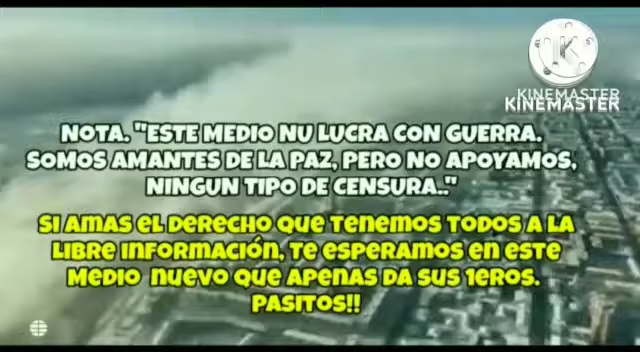 KINEMASTER
KINEMASTER
NOTA. "ESTE MEDIO NU LUCRA CON GUERRA.
SOMOS AMANTES DE LA PAZ, PERO NO APOYAMOS,
NINGUN TIPO DE CENSURA.."
SI AMAS EL DERECHO QUE TENEMOS TODOS A LA
LIBRE INFORMACIÓN, TE ESPERAMOS EN ESTE
MEDIO NUEVO QUE APENAS DA SUS 1EROS.
PASITOS!!